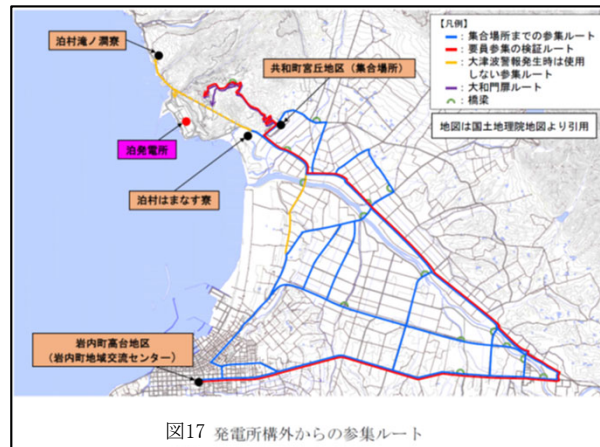 泊村滝ノ澗寮
共和町宮丘地区(集合場所)
【凡例】
:集合場所までの参集ルート
:要員参集の検証ルート
:大津波警報発生時は使用
しない参集ルート
:大和門扉ルート
:橋梁
地図は国土地理院地図より引用
泊発電所
泊村はまなす寮
岩内町高台地区
(岩内町地域交流センター)
図17 発電所構外からの参集ルート